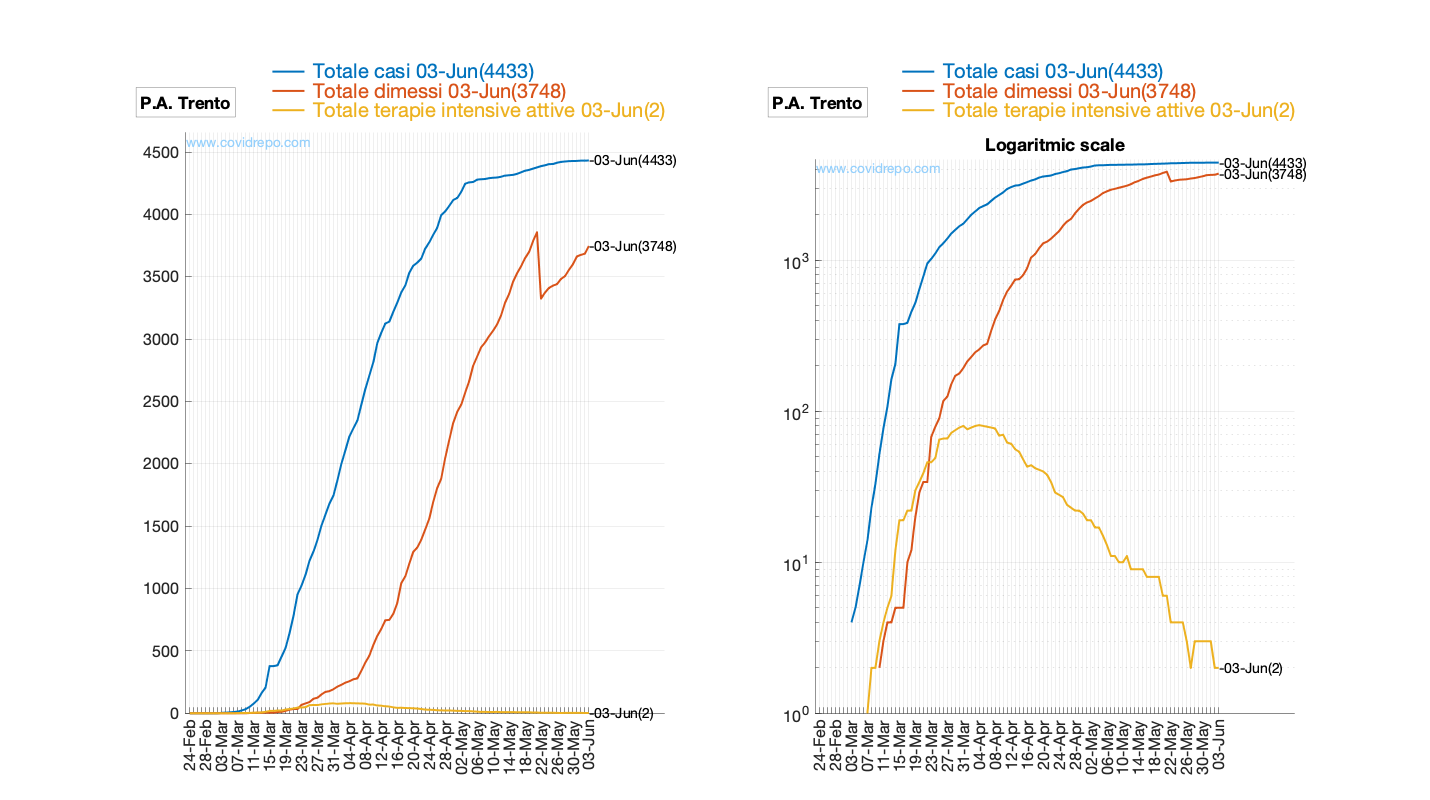 Totale casi 03-Jun(4433)
Totale dimessi 03-Jun(3748)
Totale terapie intensive attive 03-Jun(2)
P.A. Trento
www.covidrepo.com
4500
4000
3500
3000
2500
2000
1500
1000
500
0
03-Jun(4433)
03-Jun(3748)
03-Jun(2)
24-Feb
28-Feb
03-Mar
07-Mar
11-Mar
15-Mar
19-Mar
23-Mar
27-Mar
31-Mar
04-Apr
08-Apr
12-Apr
16-Apr
20-Apr
24-Apr
28-Apr
02-May
06-May
10-May
14-May
18-May
22-May
26-May
30-May
03-Jun
Totale casi 03-Jun(4433)
Totale dimessi 03-Jun(3748)
Totale terapie intensive attive 03-Jun(2)
P.A. Trento
Logaritmic scale
www.covidrepo.com
10³
10²
10¹
10⁰
03-Jun(4433)
03-Jun(3748)
03-Jun(2)
24-Feb
28-Feb
03-Mar
07-Mar
11-Mar
15-Mar
19-Mar
23-Mar
27-Mar
31-Mar
04-Apr
08-Apr
12-Apr
16-Apr
20-Apr
24-Apr
28-Apr
02-May
06-May
10-May
14-May
18-May
22-May
26-May
30-May
03-Jun